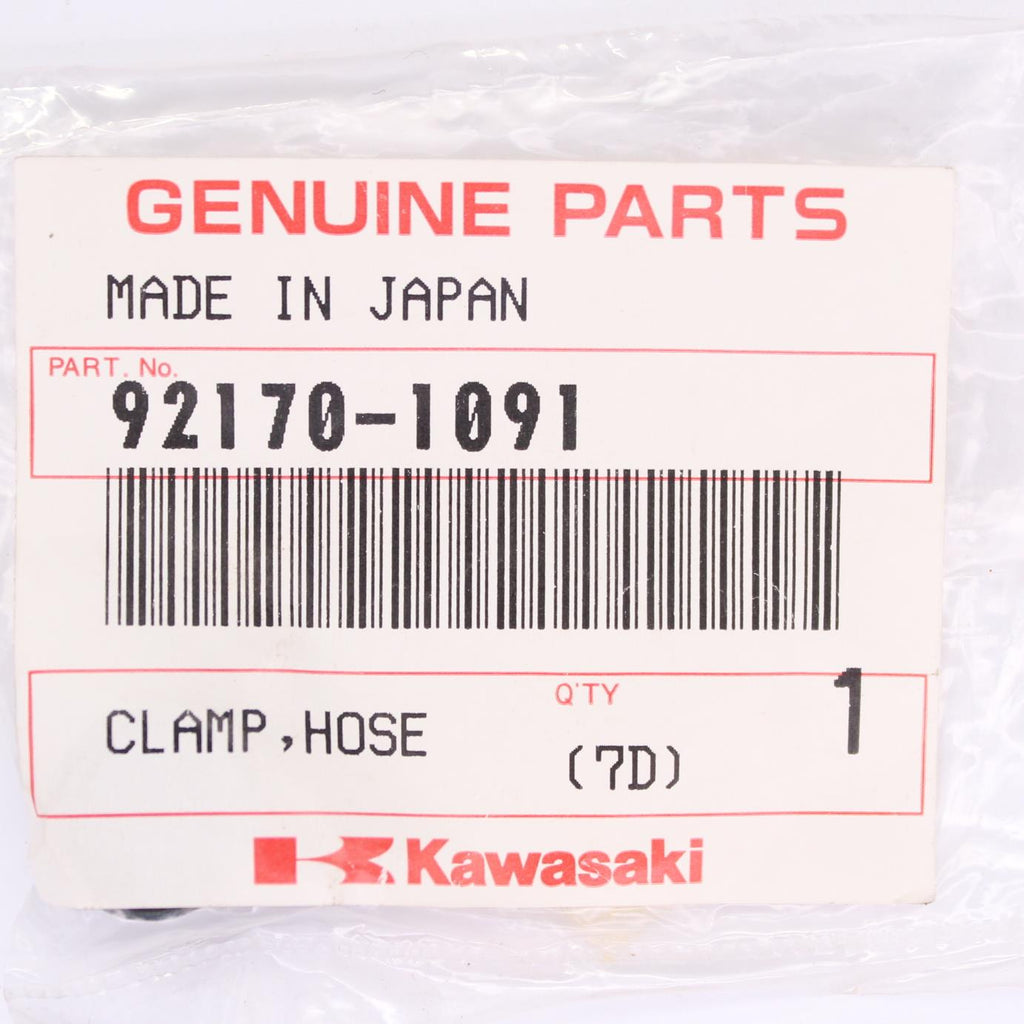 GENUINE PARTS
MADE IN JAPAN
PART. No.
92170-1091
Q'TY
1
CLAMP,HOSE
(7D)
Kawasaki